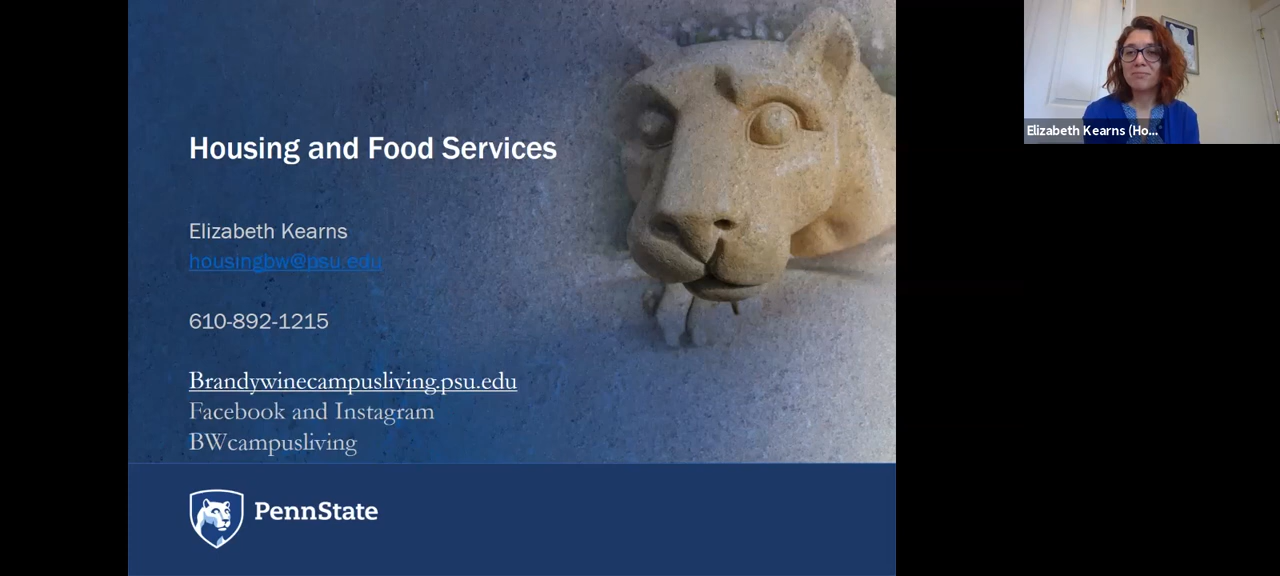 Housing and Food Services
Elizabeth Kearns
housingbw@psu.edu
610-892-1215
Brandywinecampusliving.psu.edu
Facebook and Instagram
BWcampusliving
PennState
Elizabeth Kearns (Ho...